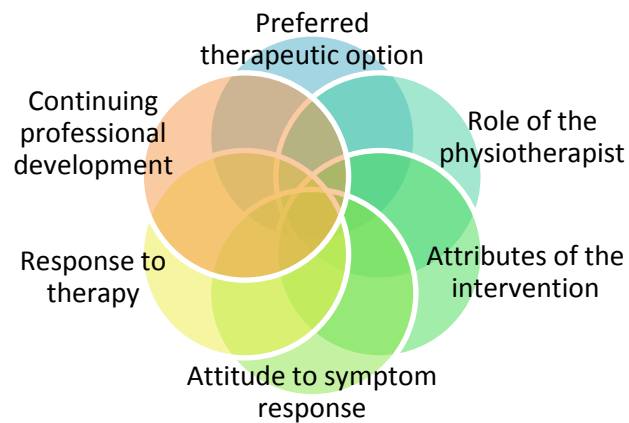 Preferred
therapeutic option
Role of the
physiotherapist
Attributes of the
intervention
Attitude to symptom
response
Response to
therapy
Continuing
professional
development